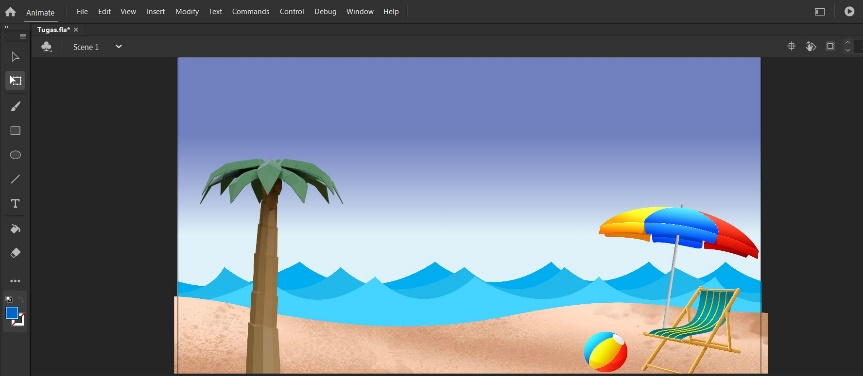 Animate File Edit View Insert Modify Text Commands Control Debug Window Help
Tugas.fla* ×
Scene 1
T